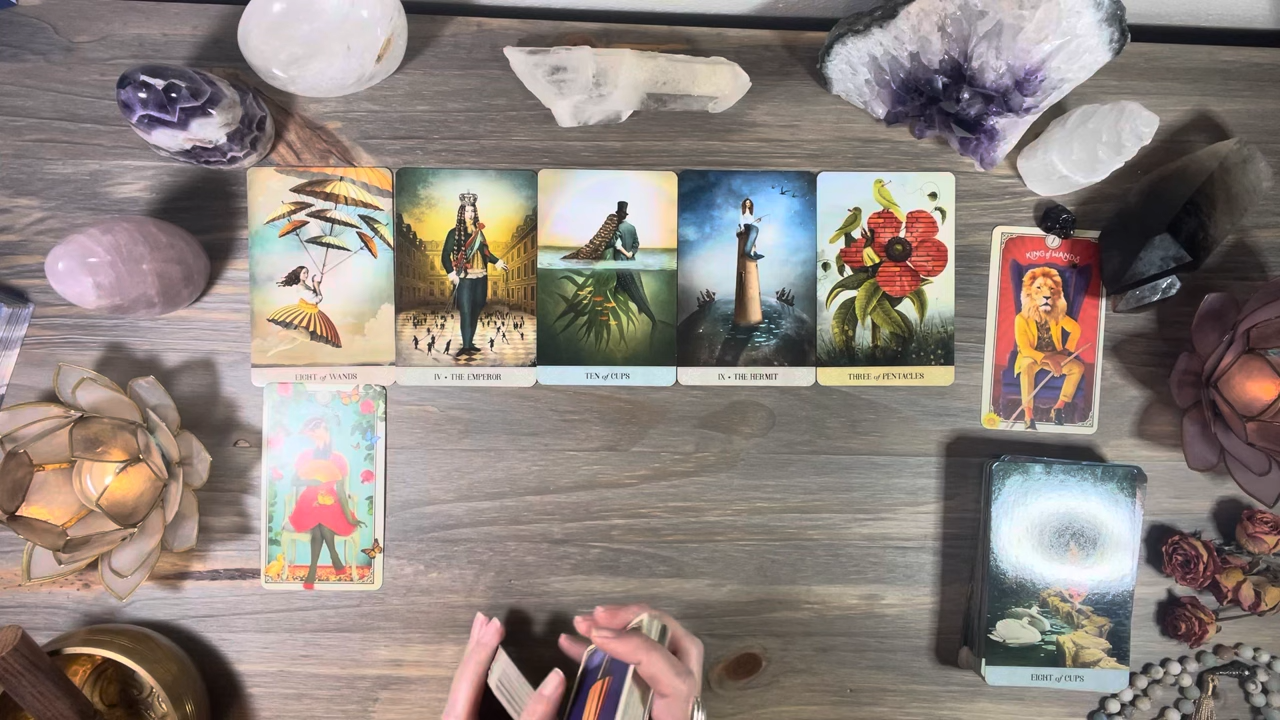 EIGHT of WANDS
IV • THE EMPEROR
TEN of CUPS
IX • THE HERMIT
THREE of PENTACLES
KING of WANDS
EIGHT of CUPS